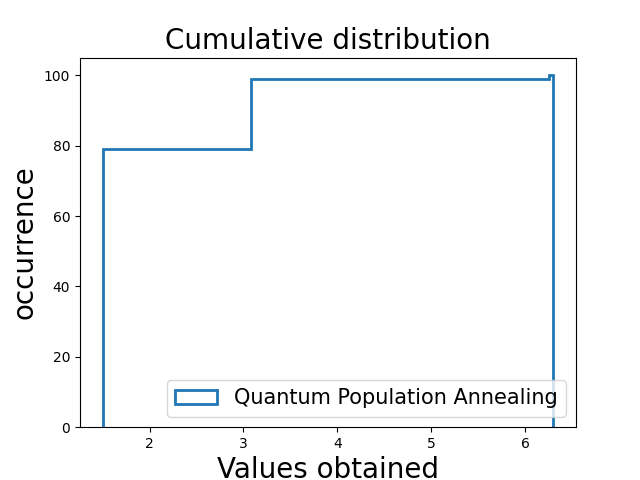 Cumulative distribution
100
80
60
40
20
0
occurrence
Quantum Population Annealing
2 3 4 5 6
Values obtained